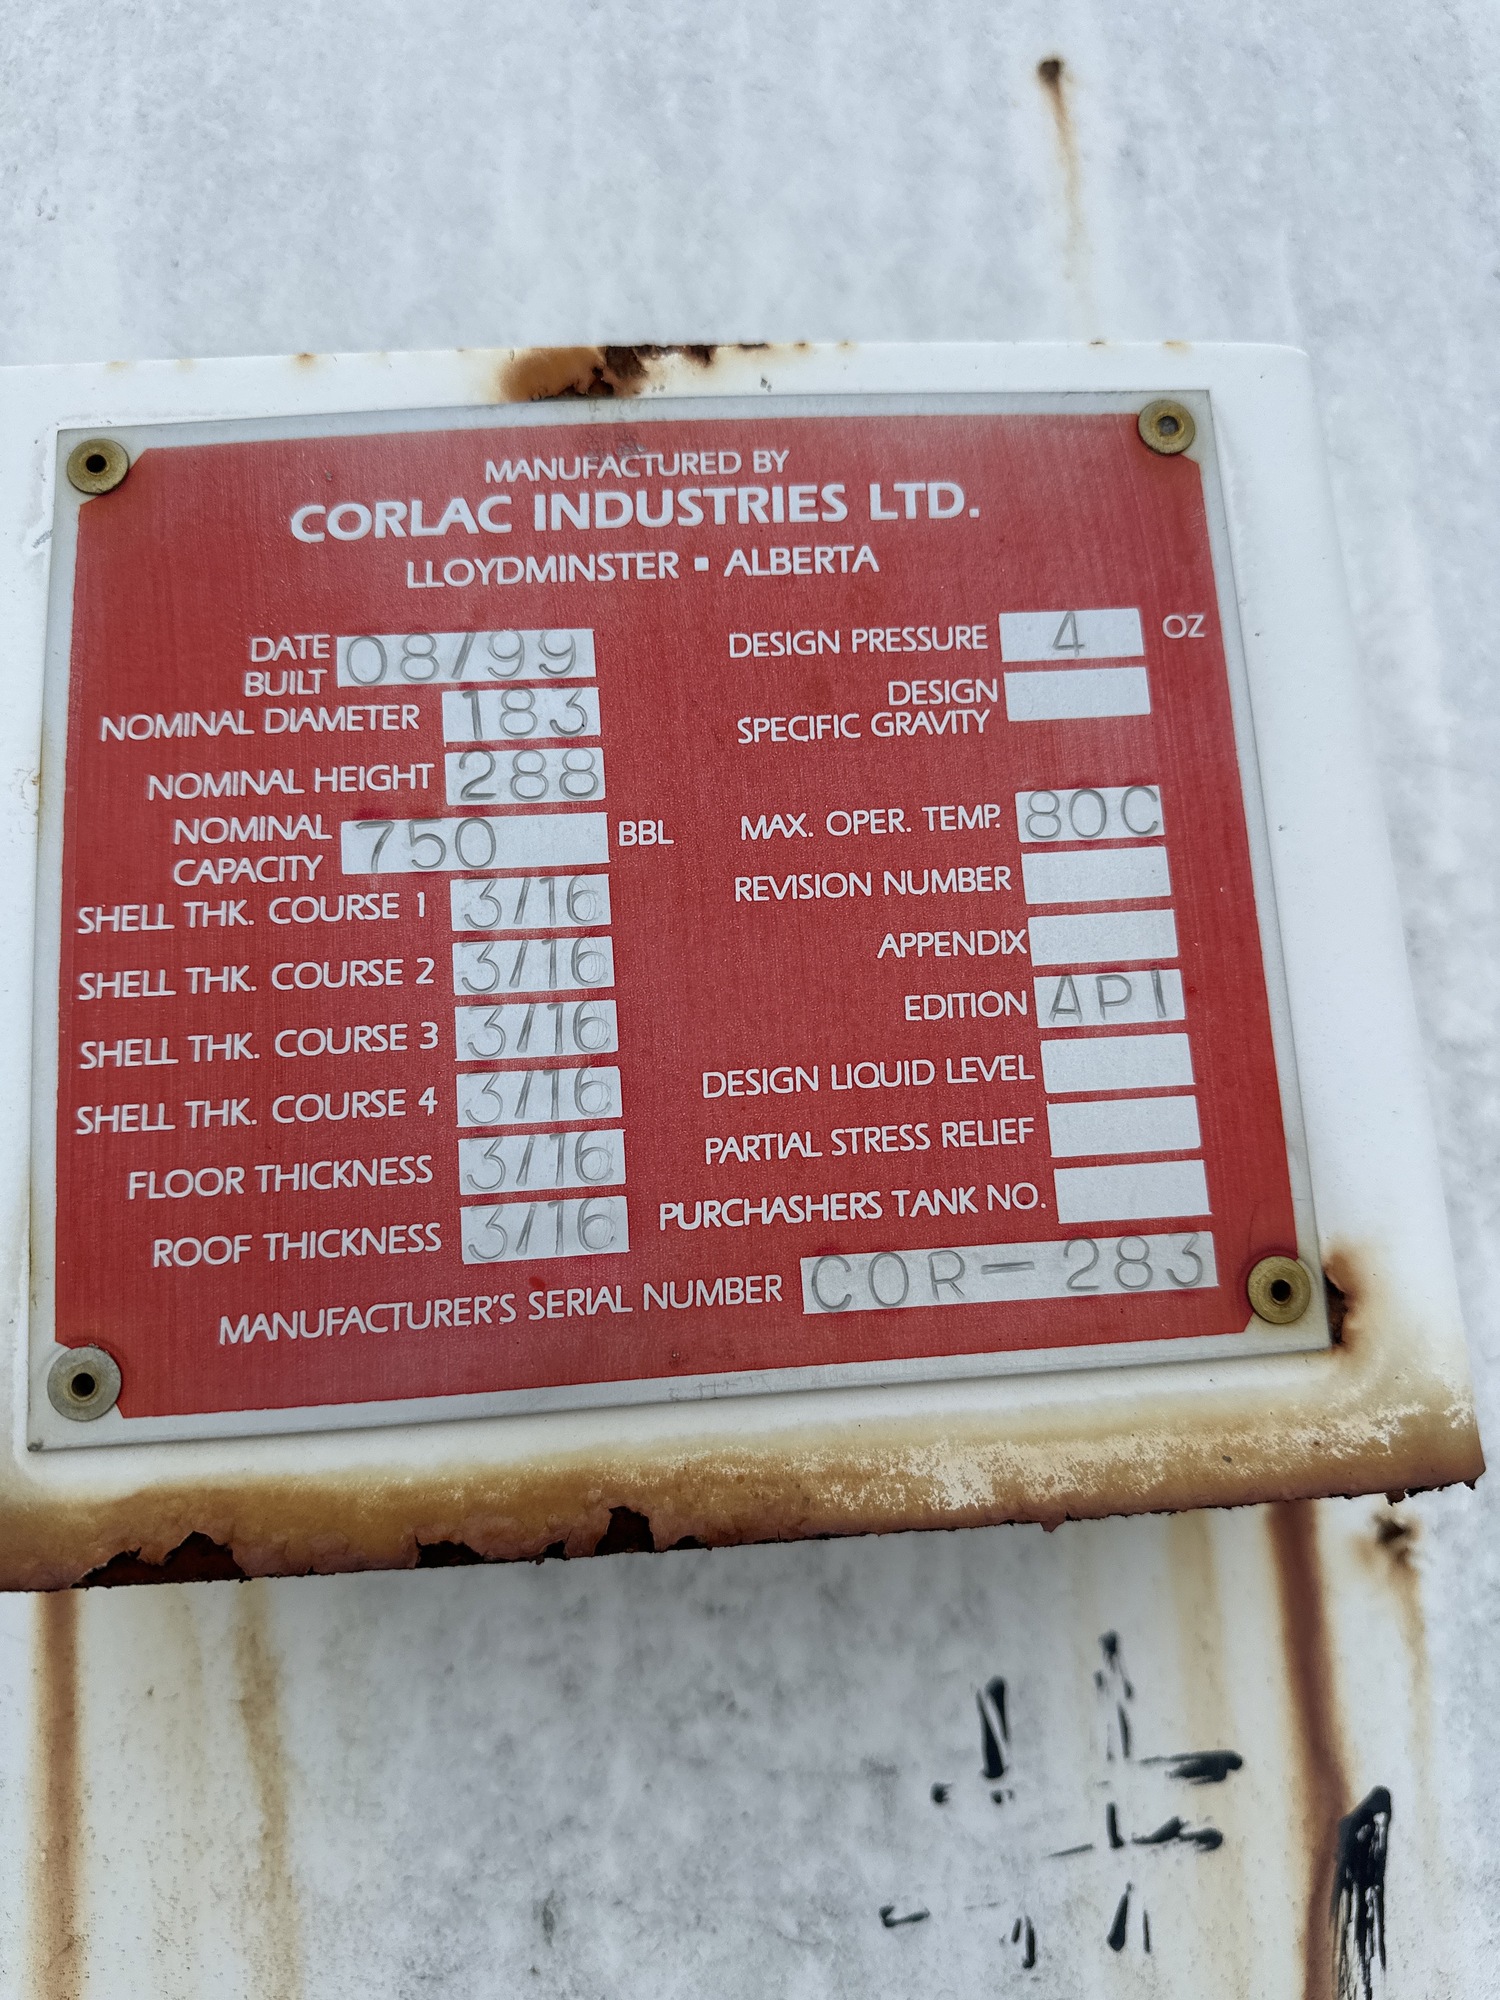 MANUFACTURED BY
CORLAC INDUSTRIES LTD.
LLOYDMINSTER ▪ ALBERTA
DATE BUILT 08/99
NOMINAL DIAMETER 183
NOMINAL HEIGHT 288
NOMINAL CAPACITY 750 BBL
SHELL THK. COURSE 1 3/16
SHELL THK. COURSE 2 3/16
SHELL THK. COURSE 3 3/16
SHELL THK. COURSE 4 3/16
FLOOR THICKNESS 3/16
ROOF THICKNESS 3/16
DESIGN PRESSURE 4 OZ
DESIGN SPECIFIC GRAVITY
MAX. OPER. TEMP. 80C
REVISION NUMBER
APPENDIX
EDITION API
DESIGN LIQUID LEVEL
PARTIAL STRESS RELIEF
PURCHASHERS TANK NO.
MANUFACTURER'S SERIAL NUMBER COR-283